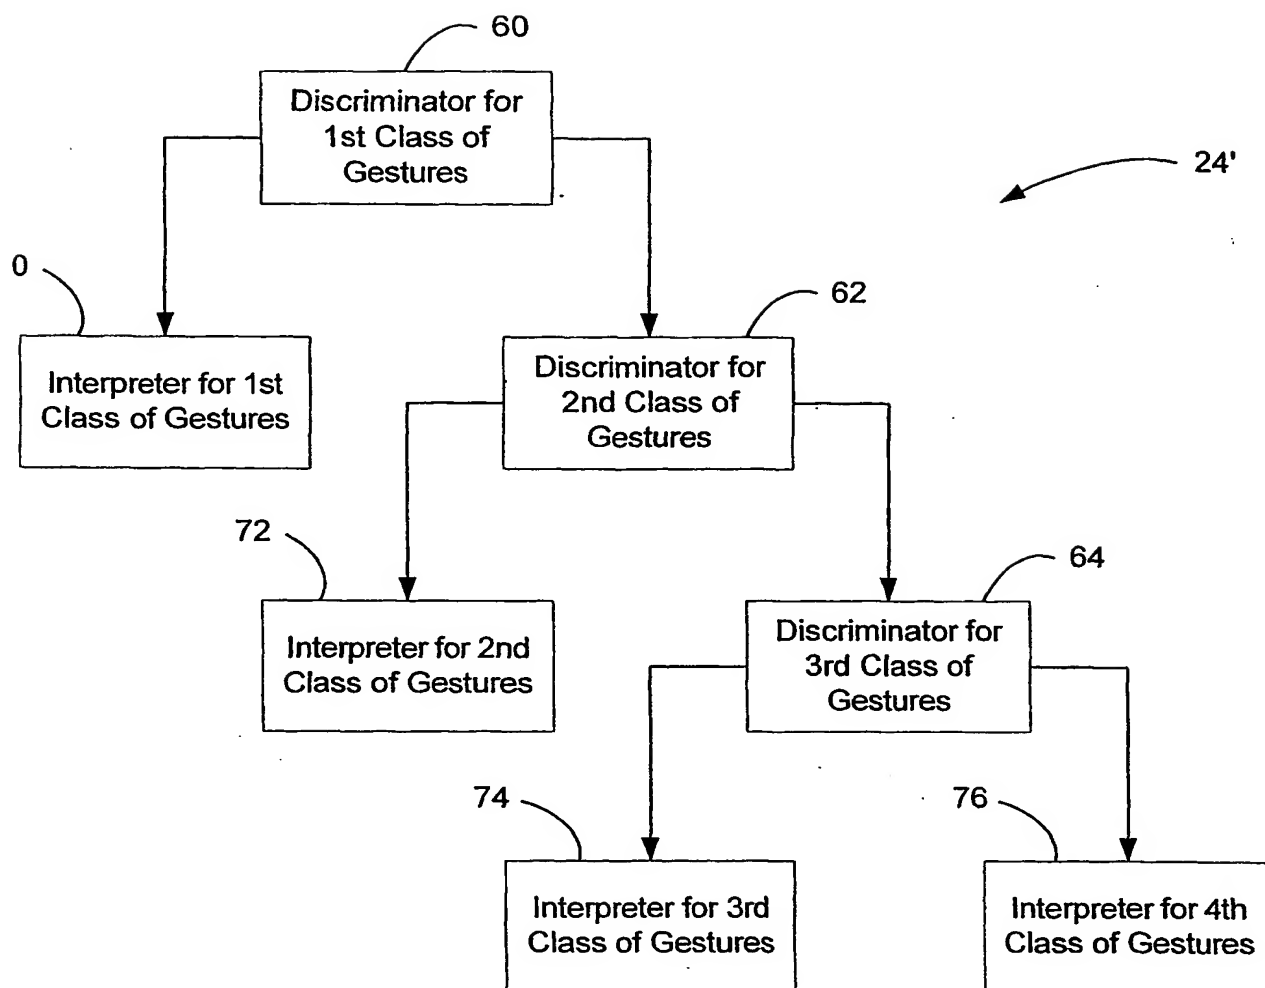 60
Discriminator for
1st Class of
Gestures
24'
0
Interpreter for 1st
Class of Gestures
62
Discriminator for
2nd Class of
Gestures
72
Interpreter for 2nd
Class of Gestures
64
Discriminator for
3rd Class of
Gestures
74
Interpreter for 3rd
Class of Gestures
76
Interpreter for 4th
Class of Gestures